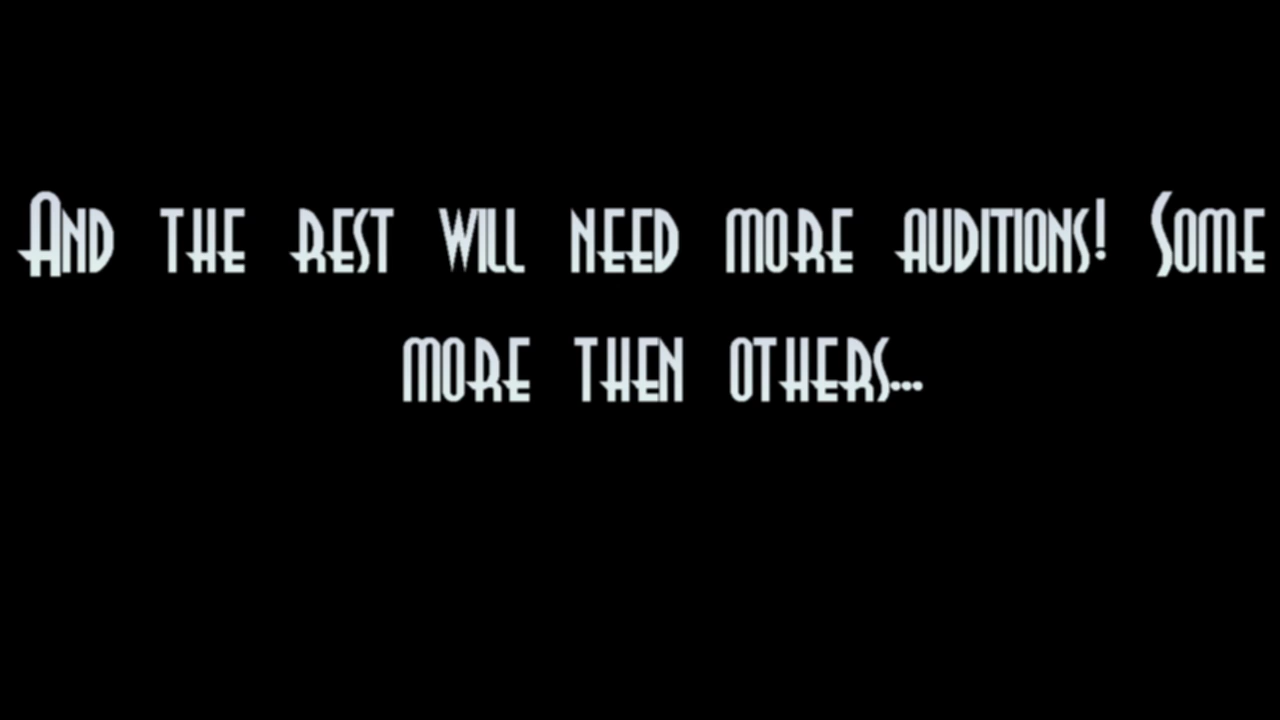 And the rest will need more auditions! Some
more then others...